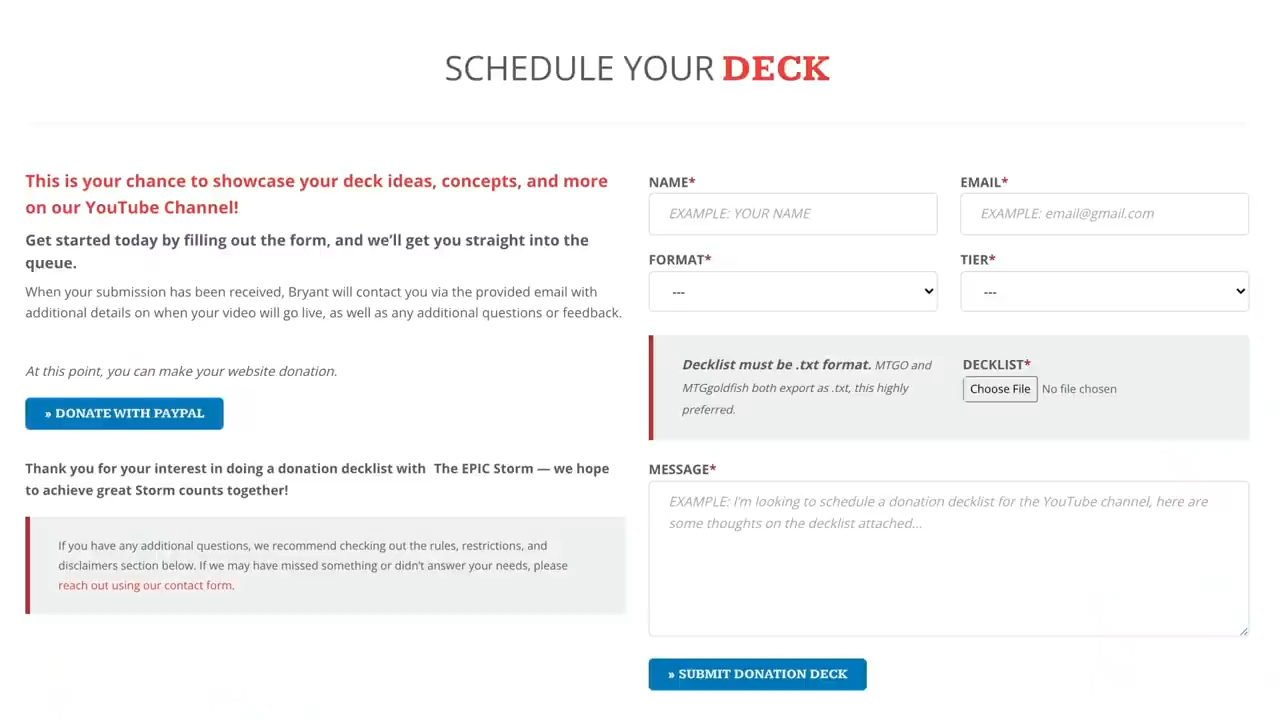 SCHEDULE YOUR DECK
This is your chance to showcase your deck ideas, concepts, and more
on our YouTube Channel!
Get started today by filling out the form, and we’ll get you straight into the
queue.
When your submission has been received, Bryant will contact you via the provided email with
additional details on when your video will go live, as well as any additional questions or feedback.
At this point, you can make your website donation.
» DONATE WITH PAYPAL
Thank you for your interest in doing a donation decklist with  The EPIC Storm — we hope
to achieve great Storm counts together!
If you have any additional questions, we recommend checking out the rules, restrictions, and
disclaimers section below. If we may have missed something or didn’t answer your needs, please
reach out using our contact form.
NAME*
EXAMPLE: YOUR NAME
EMAIL*
EXAMPLE: email@gmail.com
FORMAT*
---
TIER*
---
Decklist must be .txt format. MTGO and
MTGgoldfish both export as .txt, this highly
preferred.
DECKLIST*
Choose File No file chosen
MESSAGE*
EXAMPLE: I'm looking to schedule a donation decklist for the YouTube channel, here are
some thoughts on the decklist attached...
» SUBMIT DONATION DECK